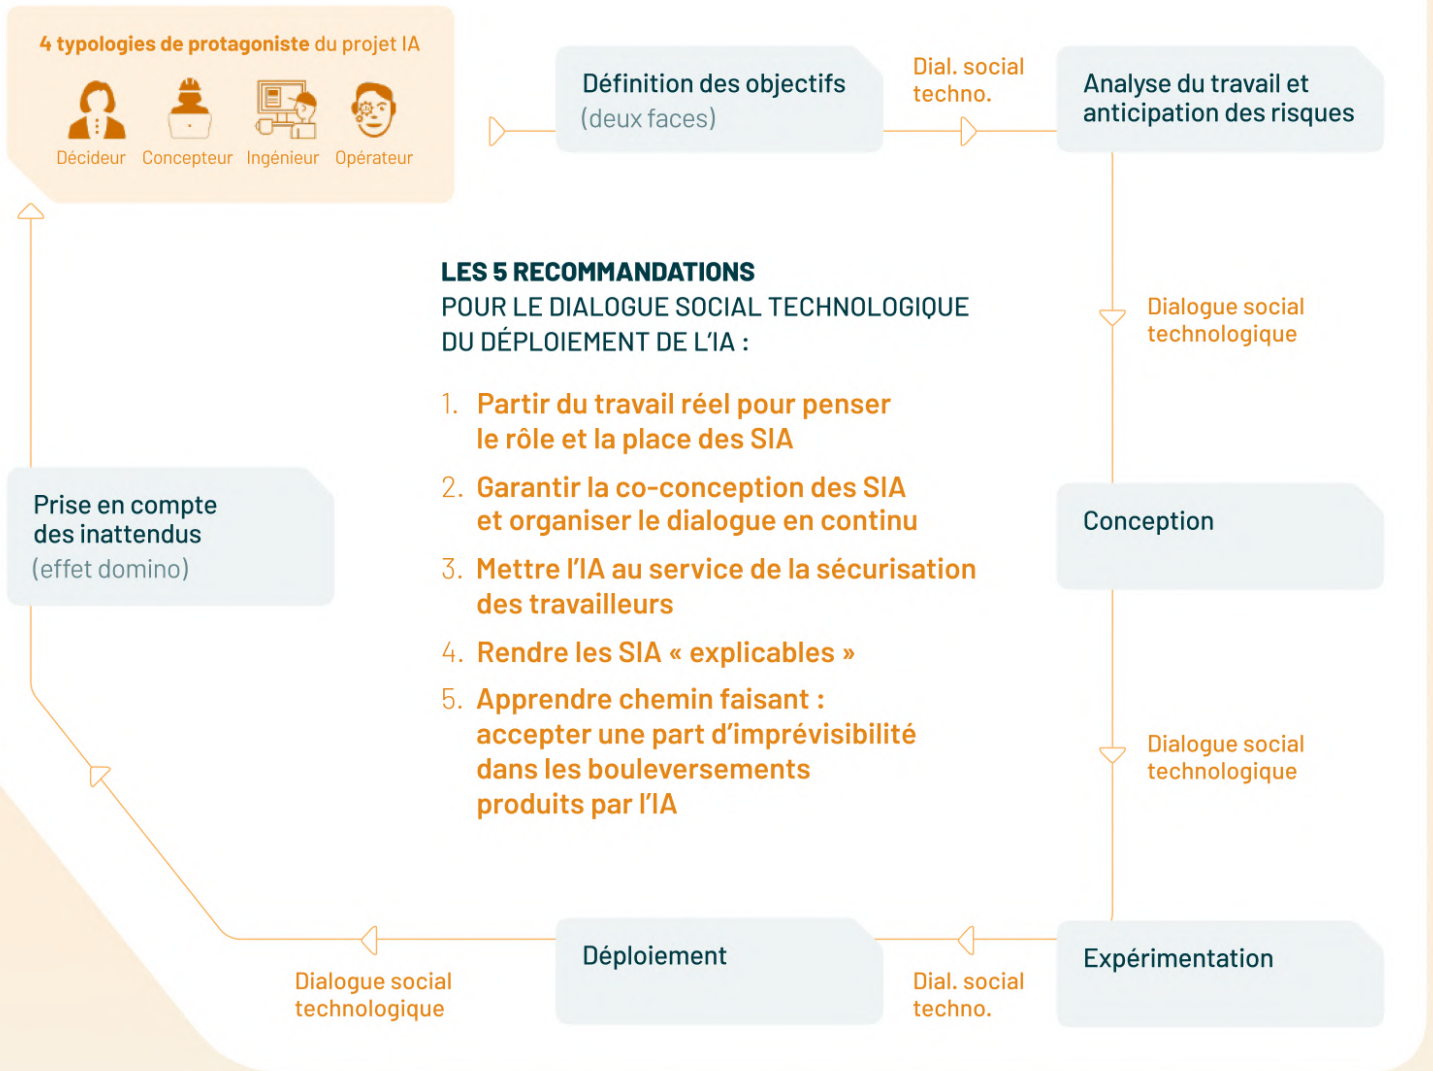 4 typologies de protagoniste du projet IA
Décideur
Concepteur
Ingénieur
Opérateur
Définition des objectifs
(deux faces)
Dial. social
techno.
Analyse du travail et
anticipation des risques
Dialogue social
technologique
Conception
Dialogue social
technologique
Expérimentation
Dial. social
techno.
Déploiement
Dialogue social
technologique
Prise en compte
des inattendus
(effet domino)
LES 5 RECOMMANDATIONS
POUR LE DIALOGUE SOCIAL TECHNOLOGIQUE
DU DÉPLOIEMENT DE L'IA :
1. Partir du travail réel pour penser
le rôle et la place des SIA
2. Garantir la co-conception des SIA
et organiser le dialogue en continu
3. Mettre l'IA au service de la sécurisation
des travailleurs
4. Rendre les SIA « explicables »
5. Apprendre chemin faisant :
accepter une part d'imprévisibilité
dans les bouleversements
produits par l'IA